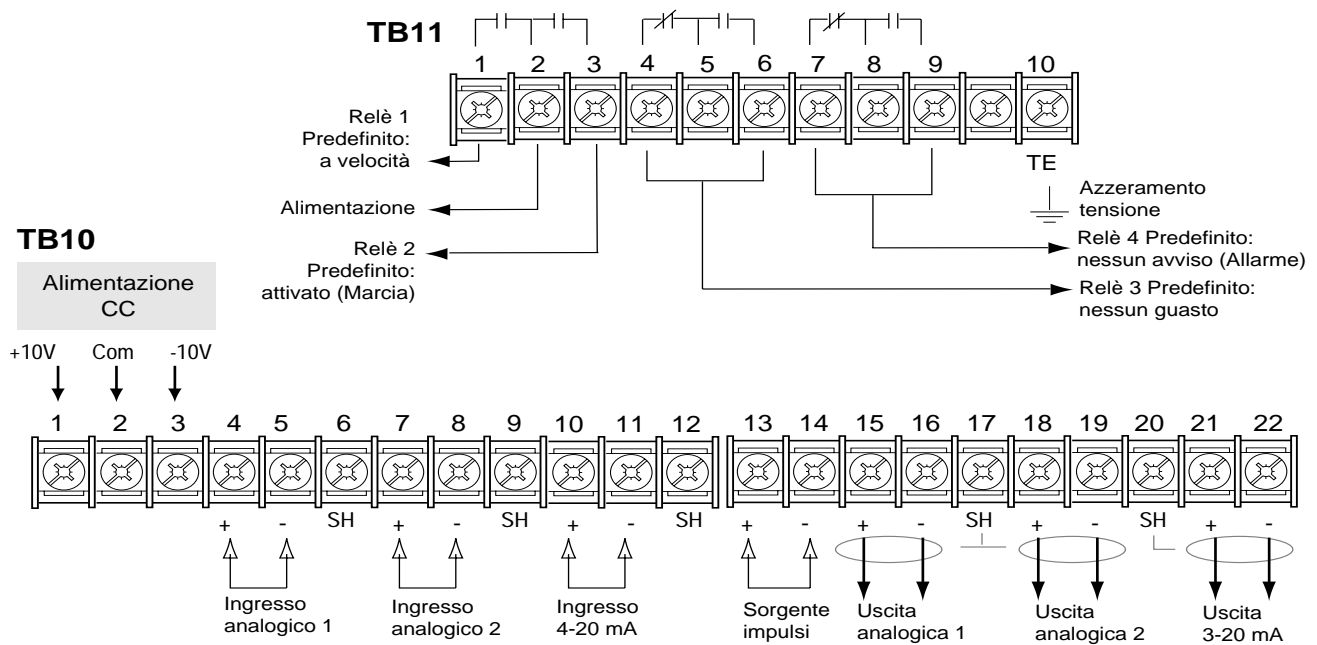 TB11
1 2 3 4 5 6 7 8 9 10
Relè 1
Predefinito:
a velocità
Alimentazione
Relè 2
Predefinito:
attivato (Marcia)
TE
Azzeramento
tensione
Relè 4 Predefinito:
nessun avviso (Allarme)
Relè 3 Predefinito:
nessun guasto
TB10
Alimentazione
CC
+10V Com -10V
1 2 3 4 5 6 7 8 9 10 11 12 13 14 15 16 17 18 19 20 21 22
+ - SH + - SH + - SH + - + - SH + - SH + -
Ingresso
analogico 1
Ingresso
analogico 2
Ingresso
4-20 mA
Sorgente
impulsi
Uscita
analogica 1
Uscita
analogica 2
Uscita
3-20 mA